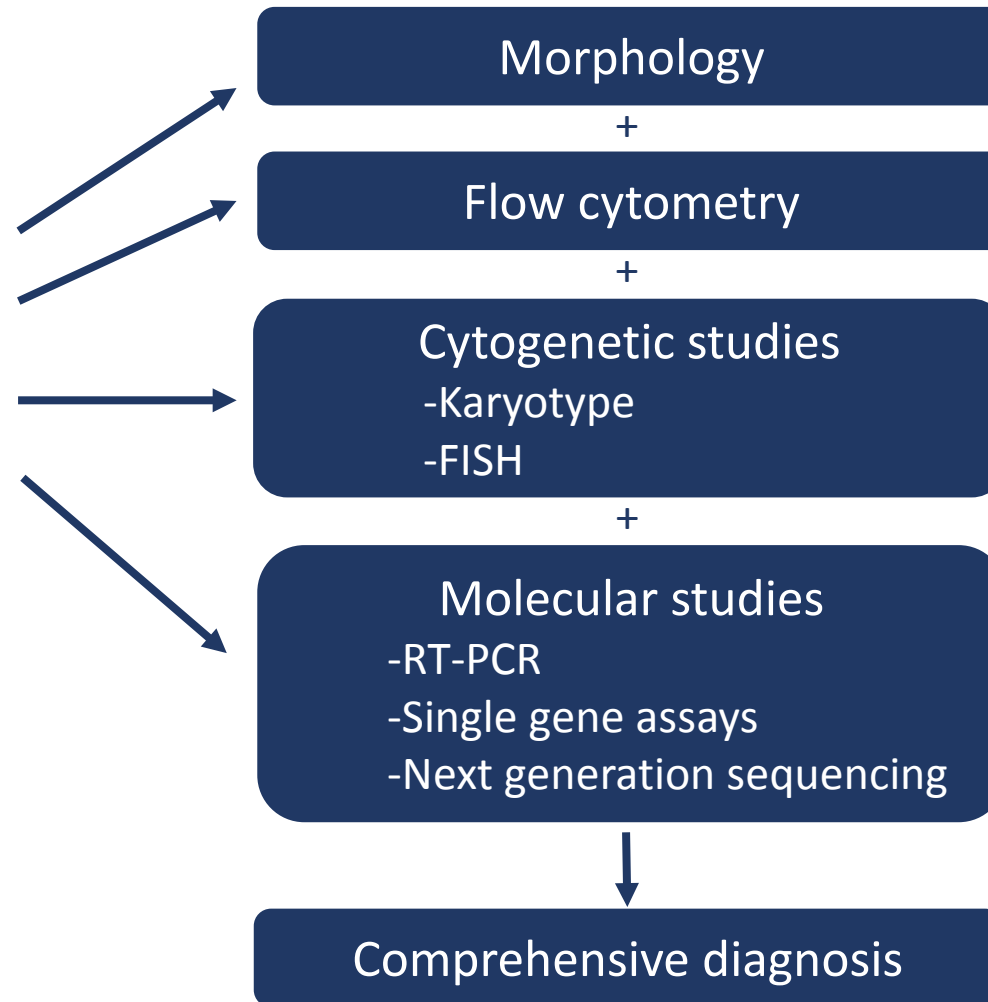 Morphology
+
Flow cytometry
+
Cytogenetic studies
-Karyotype
-FISH
+
Molecular studies
-RT-PCR
-Single gene assays
-Next generation sequencing
Comprehensive diagnosis